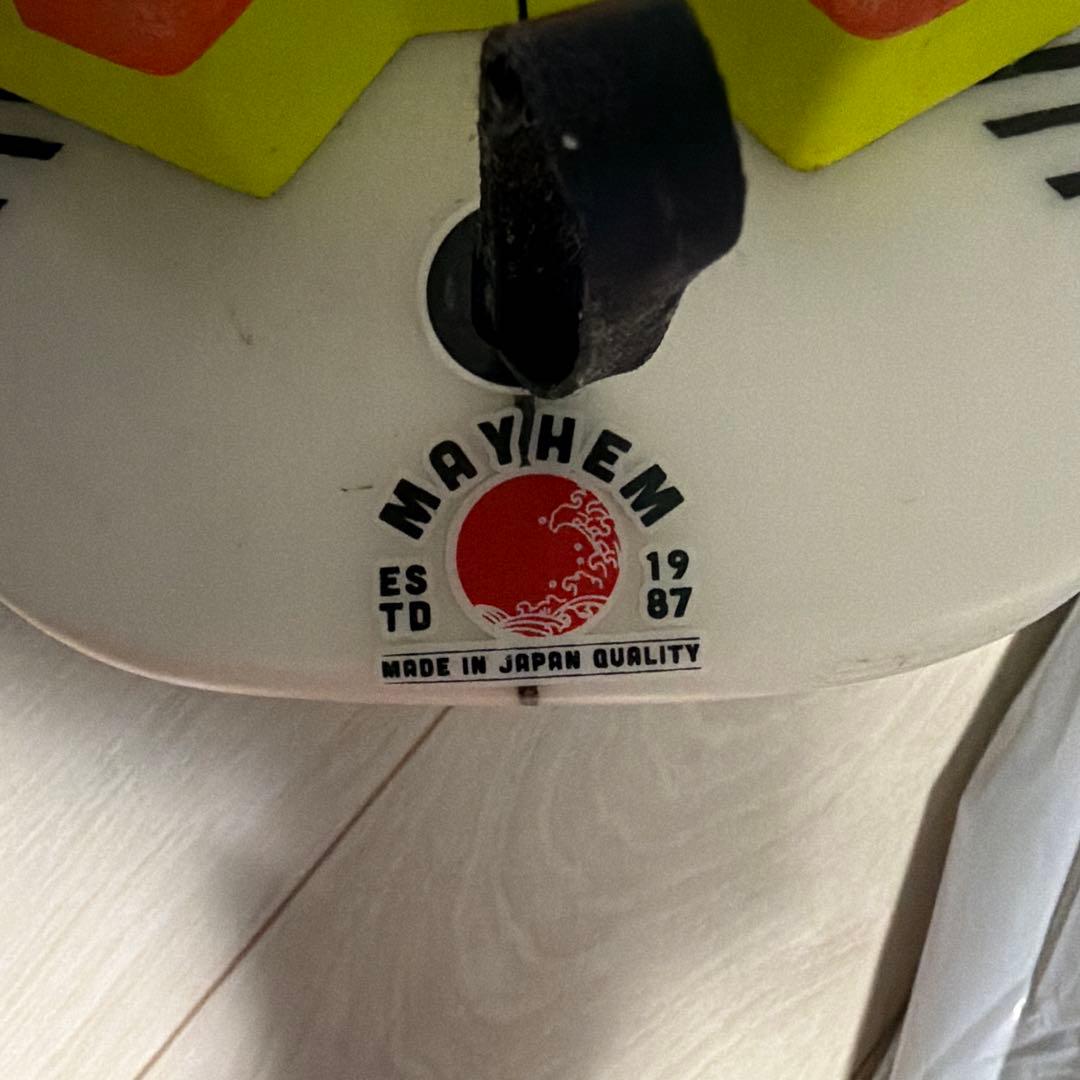 MAYHEM
ES
TD
19
87
MADE IN JAPAN QUALITY